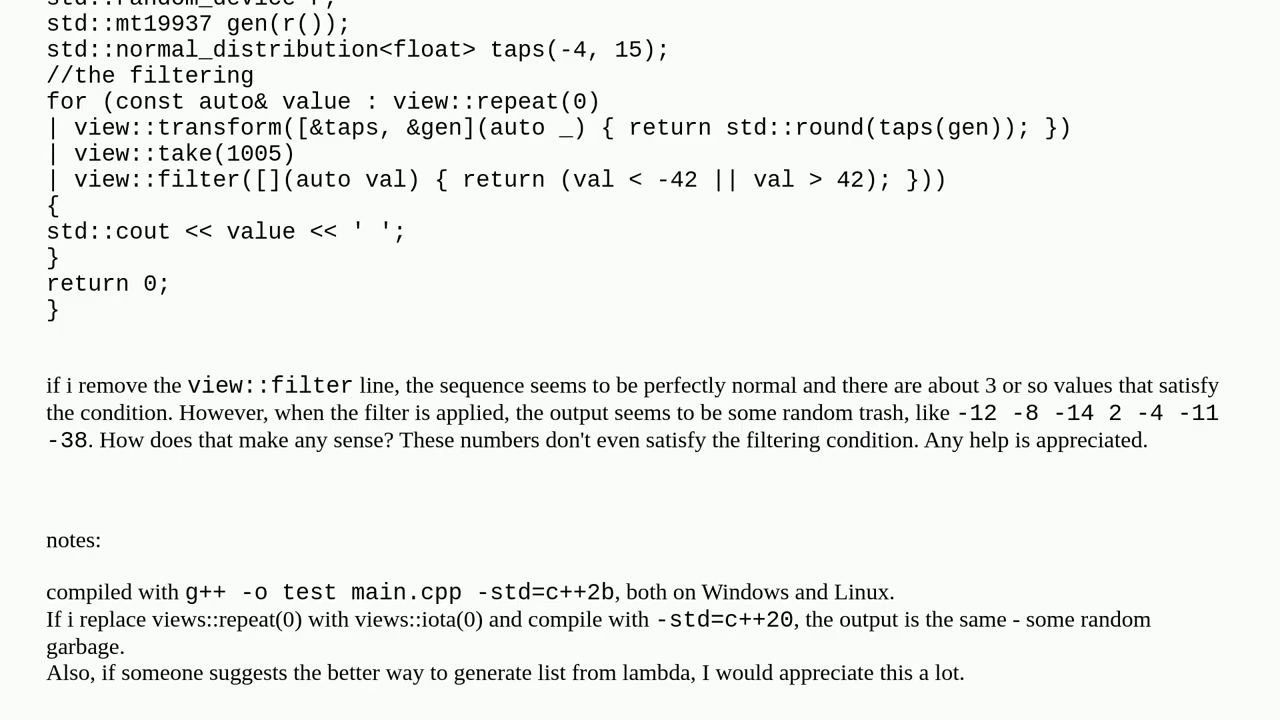 std::random_device r;
std::mt19937 gen(r());
std::normal_distribution<float> taps(-4, 15);
//the filtering
for (const auto& value : view::repeat(0)
| view::transform([&taps, &gen](auto _) { return std::round(taps(gen)); })
| view::take(1005)
| view::filter([](auto val) { return (val < -42 || val > 42); }))
{
std::cout << value << ' ';
}
return 0;
}
if i remove the view::filter line, the sequence seems to be perfectly normal and there are about 3 or so values that satisfy
the condition. However, when the filter is applied, the output seems to be some random trash, like -12 -8 -14 2 -4 -11
-38. How does that make any sense? These numbers don't even satisfy the filtering condition. Any help is appreciated.
notes:
compiled with g++ -o test main.cpp -std=c++2b, both on Windows and Linux.
If i replace views::repeat(0) with views::iota(0) and compile with -std=c++20, the output is the same - some random
garbage.
Also, if someone suggests the better way to generate list from lambda, I would appreciate this a lot.